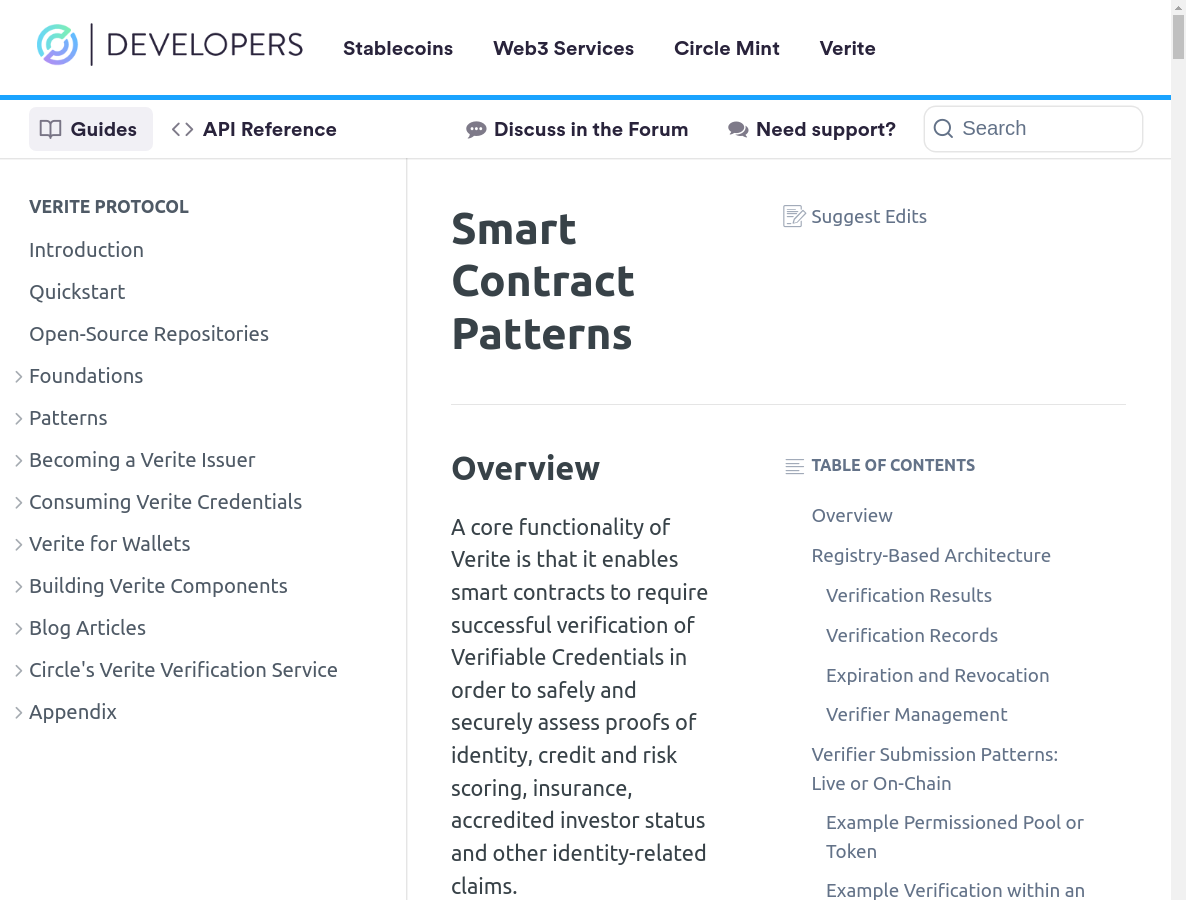 DEVELOPERS
Stablecoins
Web3 Services
Circle Mint
Verite
Guides
API Reference
Discuss in the Forum
Need support?
Search
VERITE PROTOCOL
Introduction
Quickstart
Open-Source Repositories
Foundations
Patterns
Becoming a Verite Issuer
Consuming Verite Credentials
Verite for Wallets
Building Verite Components
Blog Articles
Circle's Verite Verification Service
Appendix
Smart
Contract
Patterns
Suggest Edits
Overview
A core functionality of
Verite is that it enables
smart contracts to require
successful verification of
Verifiable Credentials in
order to safely and
securely assess proofs of
identity, credit and risk
scoring, insurance,
accredited investor status
and other identity-related
claims.
TABLE OF CONTENTS
Overview
Registry-Based Architecture
Verification Results
Verification Records
Expiration and Revocation
Verifier Management
Verifier Submission Patterns:
Live or On-Chain
Example Permissioned Pool or
Token
Example Verification within an